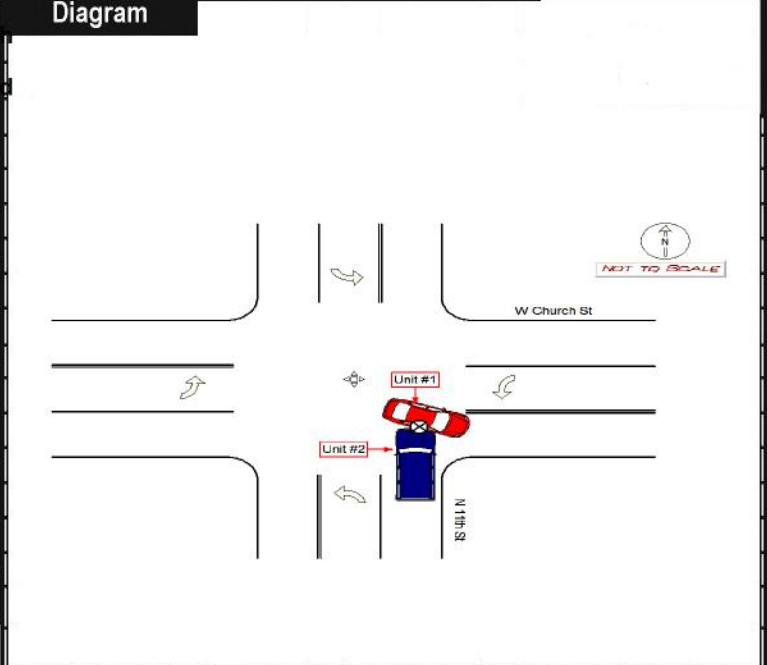 Diagram
N
NOT TO SCALE
W Church St
Unit #1
Unit #2
N 11th St.